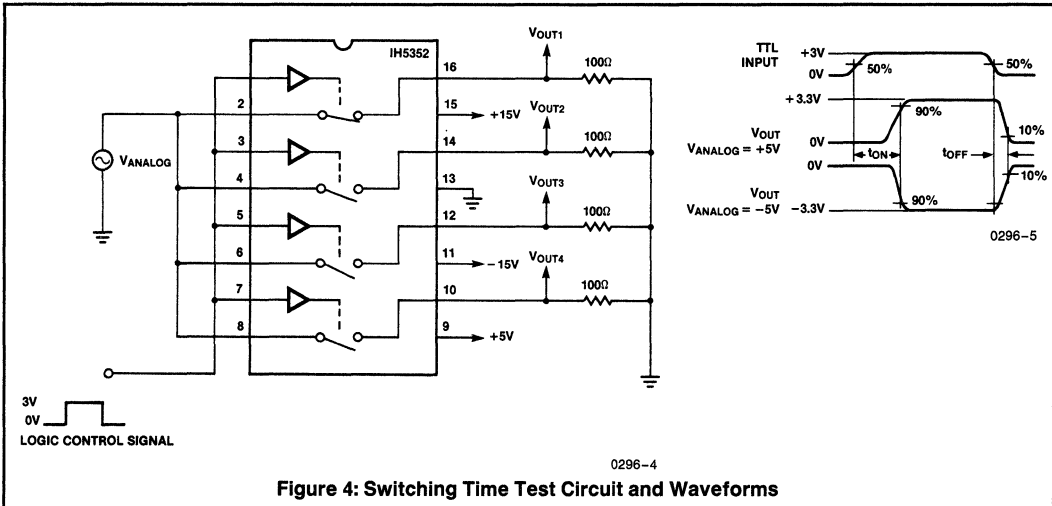 IH5352
2
3
4
5
6
7
8
16
15
14
13
12
11
10
9
+15V
-15V
+5V
VOUT1
100Ω
VOUT2
100Ω
VOUT3
100Ω
VOUT4
100Ω
VANALOG
3V
0V
LOGIC CONTROL SIGNAL
0296-4
TTL
INPUT
+3V
0V
50%
50%
+3.3V
90%
VOUT
VANALOG = +5V
0V
10%
tON
tOFF
0V
10%
VOUT
VANALOG = -5V
-3.3V
90%
0296-5
Figure 4: Switching Time Test Circuit and Waveforms